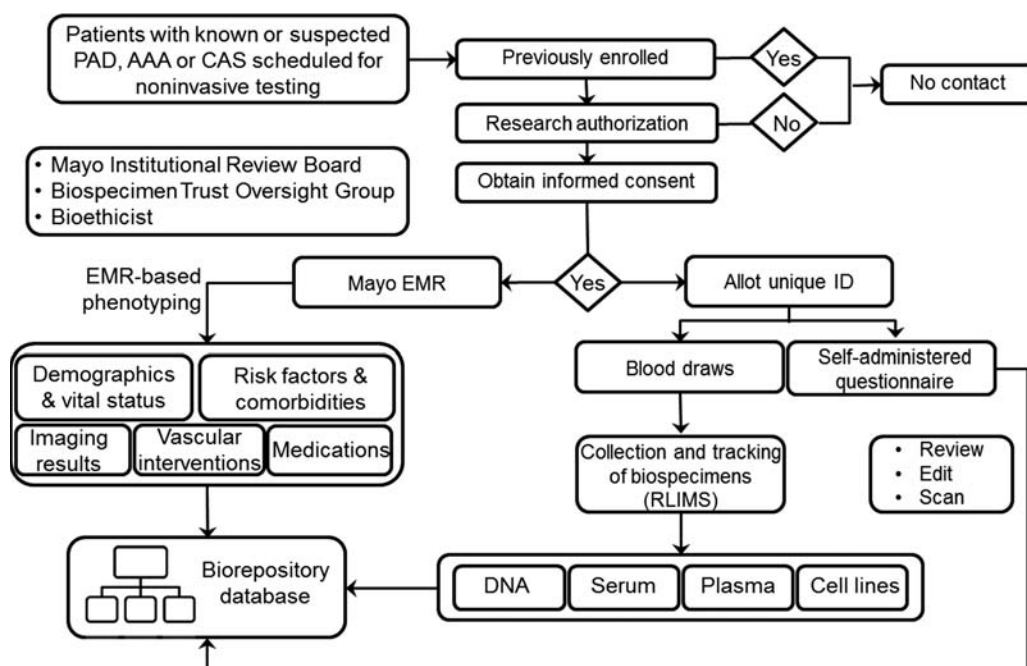 Patients with known or suspected
PAD, AAA or CAS scheduled for
noninvasive testing
Previously enrolled
Yes
No contact
Research authorization
No
• Mayo Institutional Review Board
• Biospecimen Trust Oversight Group
• Bioethicist
Obtain informed consent
EMR-based
phenotyping
Mayo EMR
Yes
Allot unique ID
Demographics
& vital status
Risk factors &
comorbidities
Imaging
results
Vascular
interventions
Medications
Blood draws
Self-administered
questionnaire
Collection and tracking
of biospecimens
(RLIMS)
• Review
• Edit
• Scan
Biorepository
database
DNA
Serum
Plasma
Cell lines